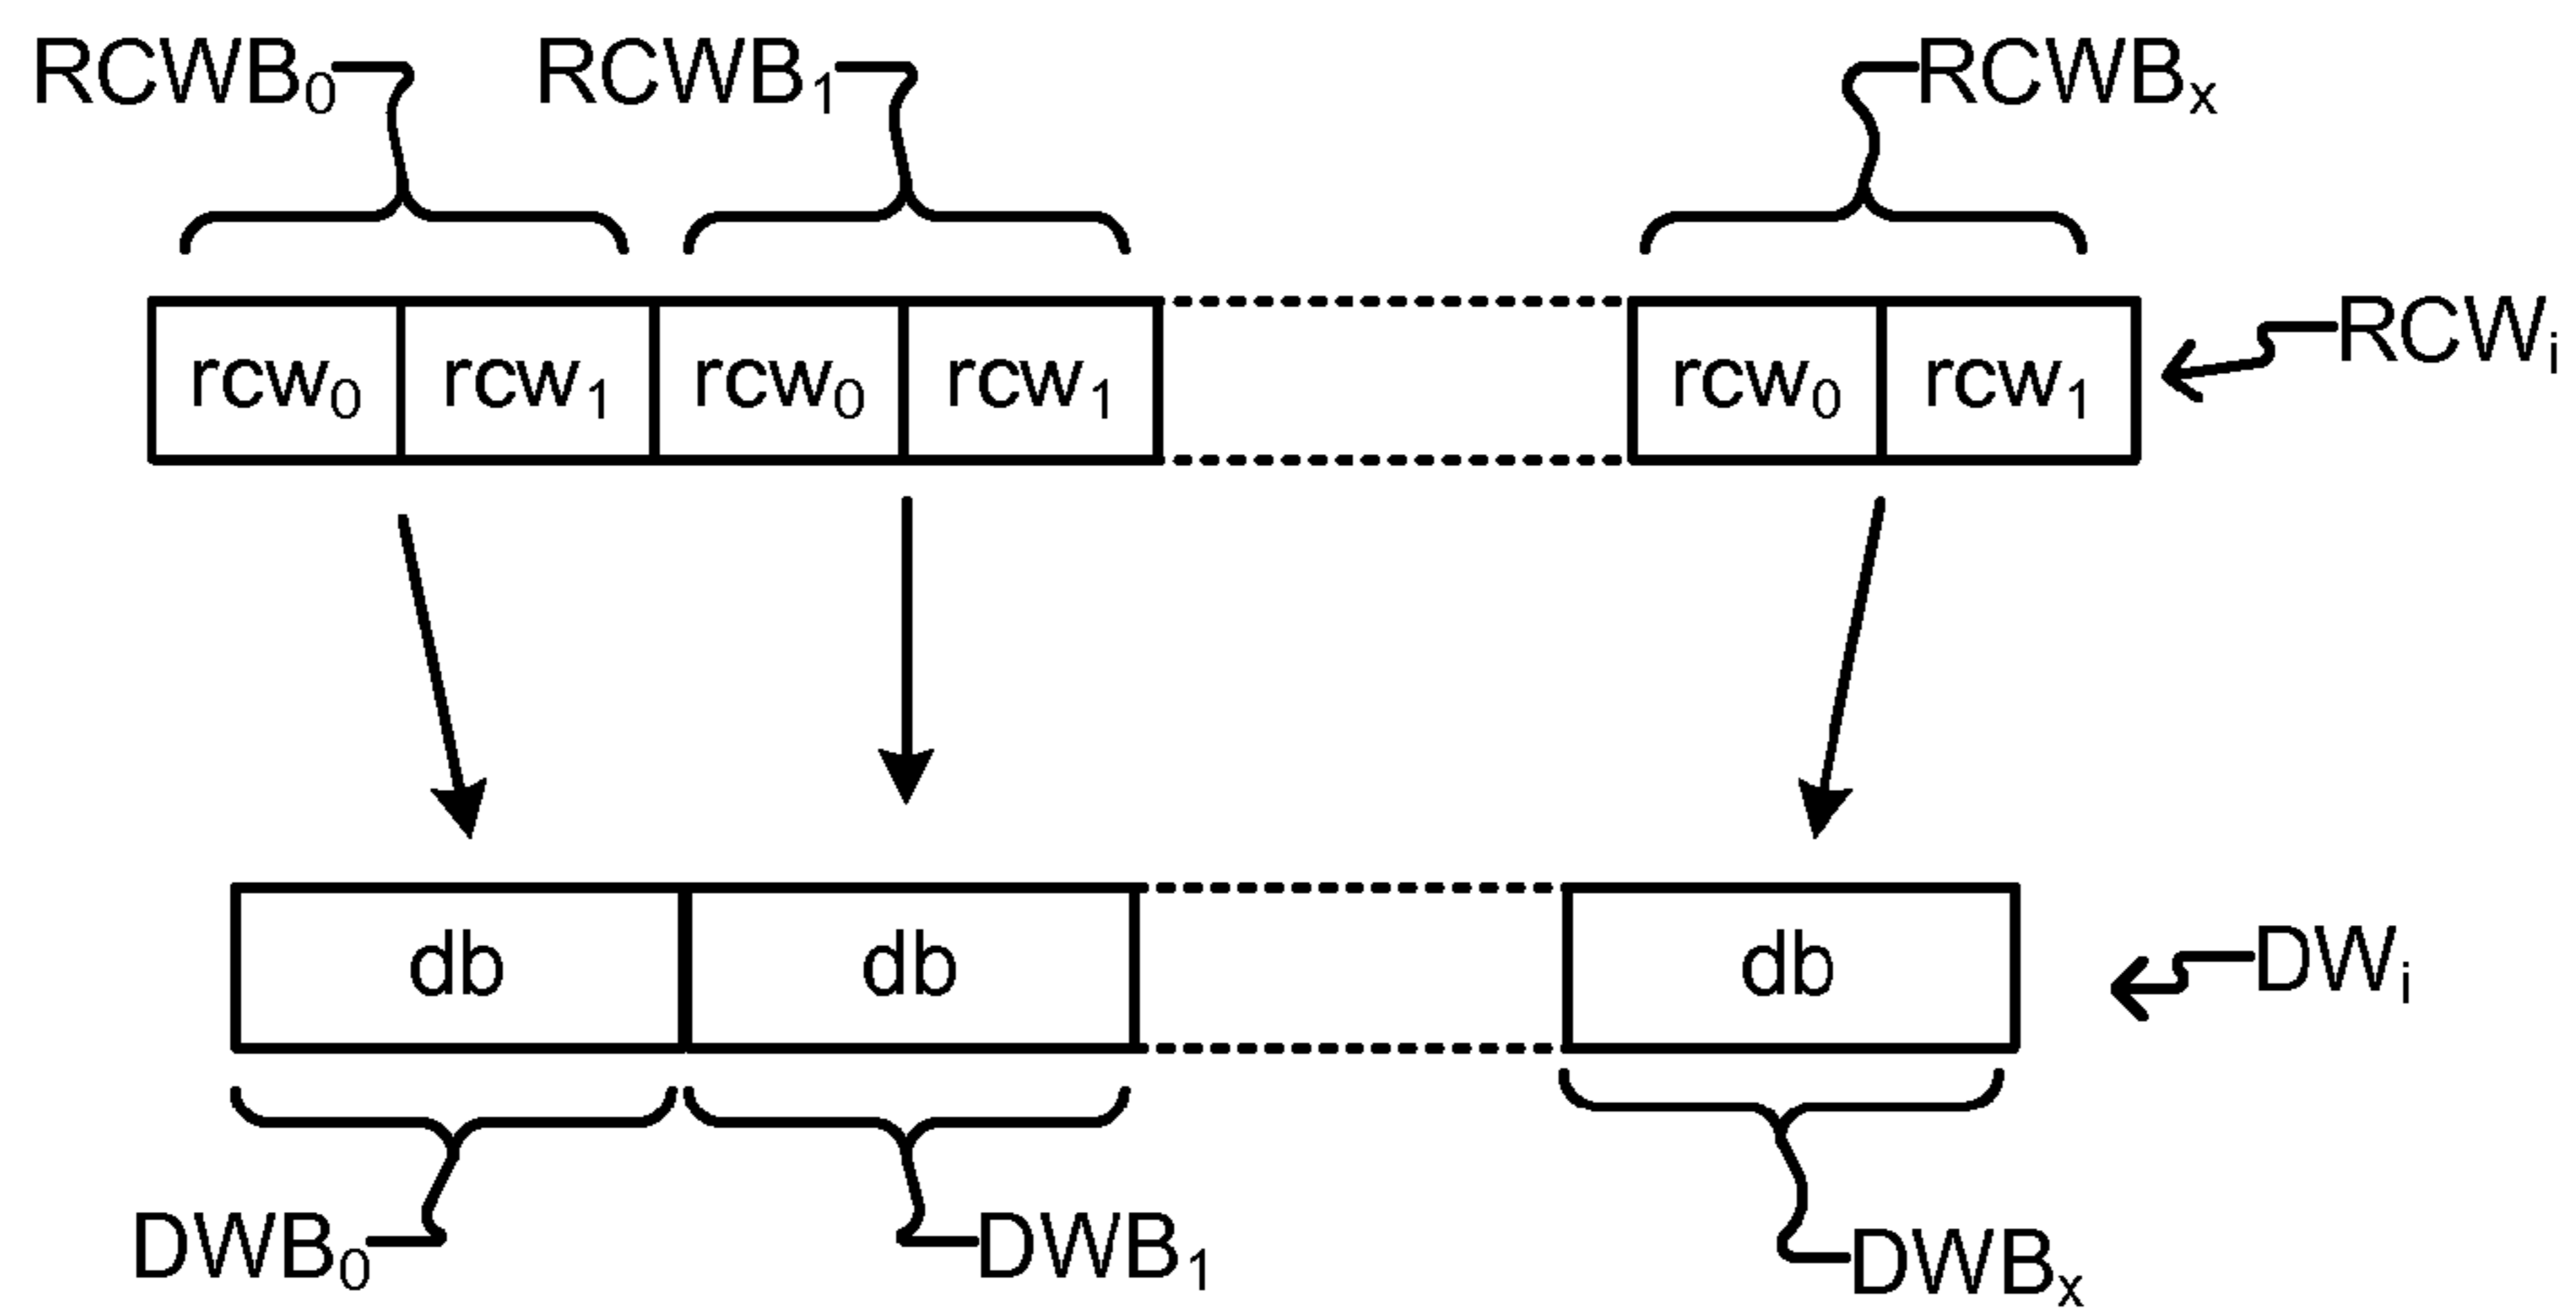 RCWB₀ RCWB₁ RCWBₓ
rcw₀ rcw₁ rcw₀ rcw₁ rcw₀ rcw₁ RCWᵢ
db db db DWᵢ
DWB₀ DWB₁ DWBₓ